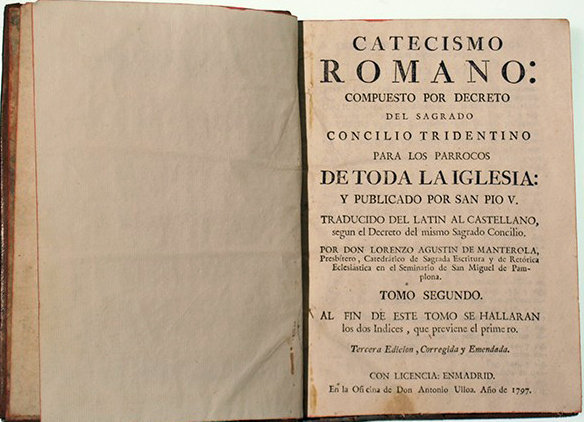 CATECISMO
ROMANO:
COMPUESTO POR DECRETO
DEL SAGRADO
CONCILIO TRIDENTINO
PARA LOS PARROCOS
DE TODA LA IGLESIA:
Y PUBLICADO POR SAN PIO V.
TRADUCIDO DEL LATIN AL CASTELLANO,
segun el Decreto del mismo Sagrado Concilio.
POR DON LORENZO AGUSTIN DE MANTEROLA,
Presbitero, Catedrático de Sagrada Escritura y de Retórica
Eclesiastica en el Seminario de San Miguel de Pam-
plona.
TOMO SEGUNDO.
AL FIN DE ESTE TOMO SE HALLARAN
los dos Indices, que previene el primero.
Tercera Edicion, Corregida y Emendada.
CON LICENCIA: ENMADRID.
En la Oficina de Don Antonio Ulloa. Año de 1797.